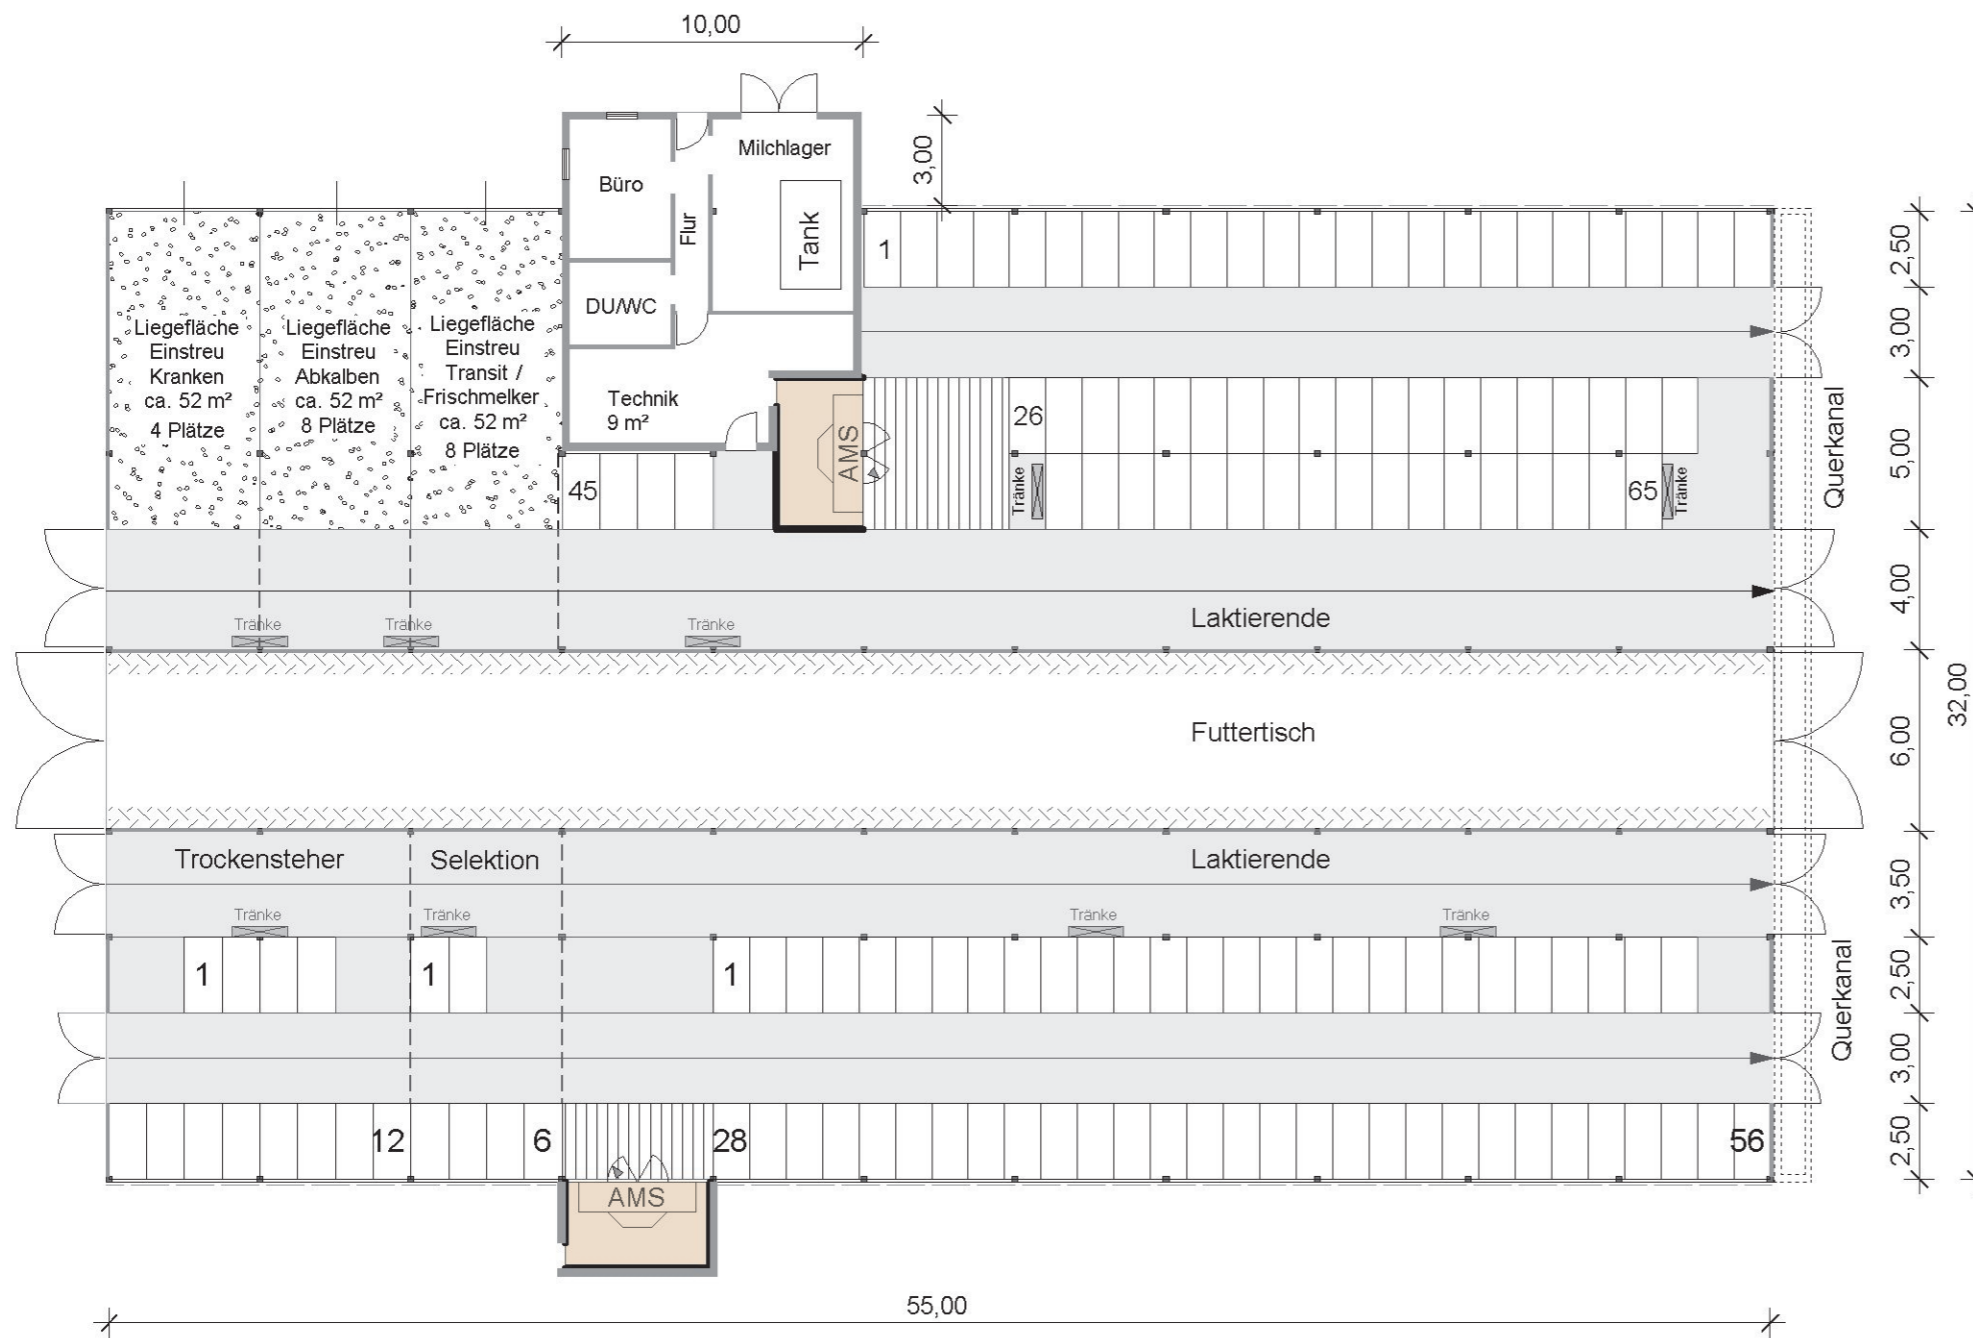 10,00
3,00
Milchlager
Büro
Flur
Tank
DU/WC
Technik
9 m²
AMS
Liegefläche
Einstreu
Kranken
ca. 52 m²
4 Plätze
Liegefläche
Einstreu
Abkalben
ca. 52 m²
8 Plätze
Liegefläche
Einstreu
Transit /
Frischmelker
ca. 52 m²
8 Plätze
1
26
45
65
Tränke
Tränke
Querkanal
2,50
3,00
5,00
4,00
Laktierende
Tränke
Tränke
Tränke
Futtertisch
6,00
32,00
Trockensteher
Selektion
Laktierende
3,50
Tränke
Tränke
Tränke
Tränke
1
1
1
Querkanal
2,50
3,00
12
6
28
56
2,50
AMS
55,00